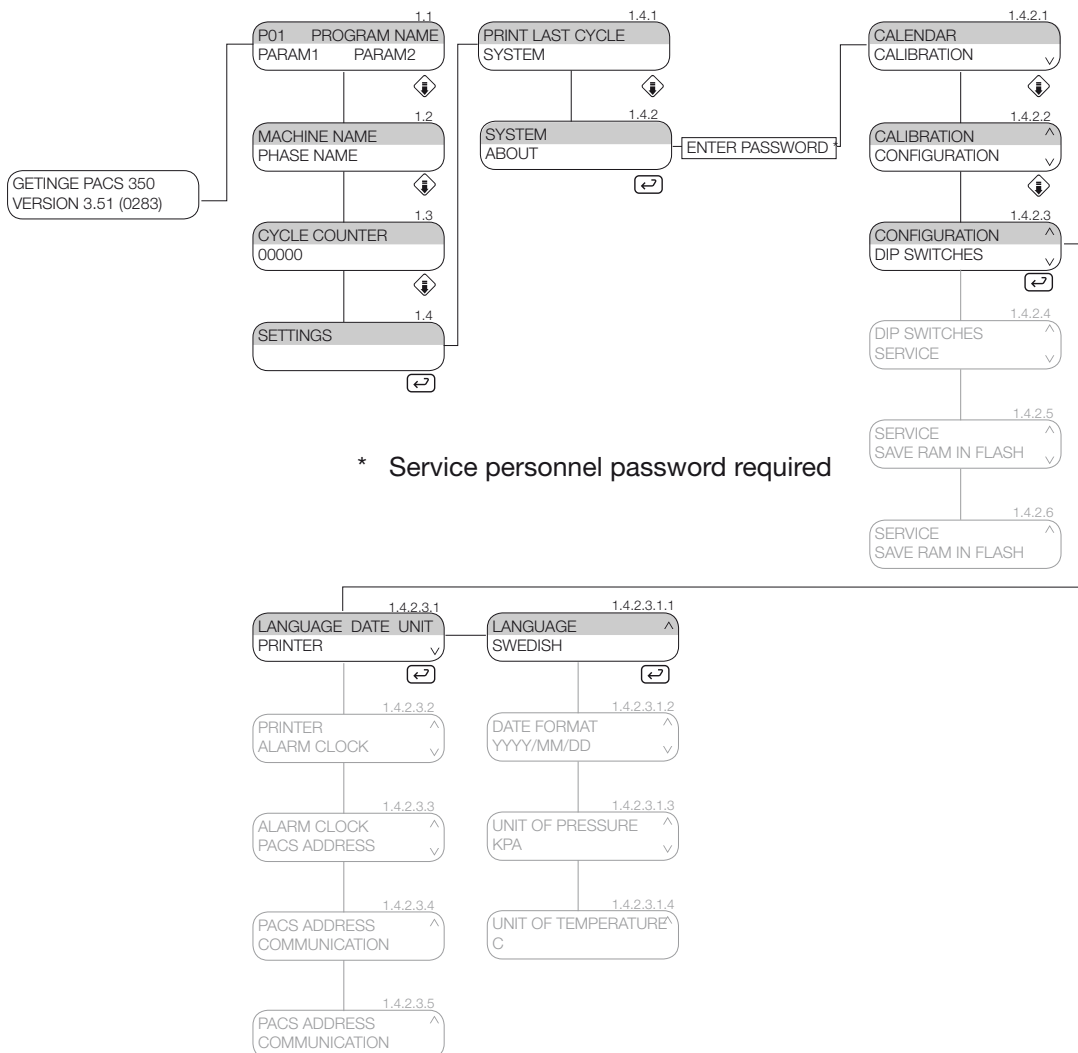 GETINGE PACS 350
VERSION 3.51 (0283)
1.1
P01 PROGRAM NAME
PARAM1 PARAM2
1.2
MACHINE NAME
PHASE NAME
1.3
CYCLE COUNTER
00000
1.4
SETTINGS
1.4.1
PRINT LAST CYCLE
SYSTEM
1.4.2
SYSTEM
ABOUT
ENTER PASSWORD *
1.4.2.1
CALENDAR
CALIBRATION
1.4.2.2
CALIBRATION
CONFIGURATION
1.4.2.3
CONFIGURATION
DIP SWITCHES
1.4.2.4
DIP SWITCHES
SERVICE
1.4.2.5
SERVICE
SAVE RAM IN FLASH
1.4.2.6
SERVICE
SAVE RAM IN FLASH
* Service personnel password required
1.4.2.3.1
LANGUAGE DATE UNIT
PRINTER
1.4.2.3.2
PRINTER
ALARM CLOCK
1.4.2.3.3
ALARM CLOCK
PACS ADDRESS
1.4.2.3.4
PACS ADDRESS
COMMUNICATION
1.4.2.3.5
PACS ADDRESS
COMMUNICATION
1.4.2.3.1.1
LANGUAGE
SWEDISH
1.4.2.3.1.2
DATE FORMAT
YYYY/MM/DD
1.4.2.3.1.3
UNIT OF PRESSURE
KPA
1.4.2.3.1.4
UNIT OF TEMPERATURE
C